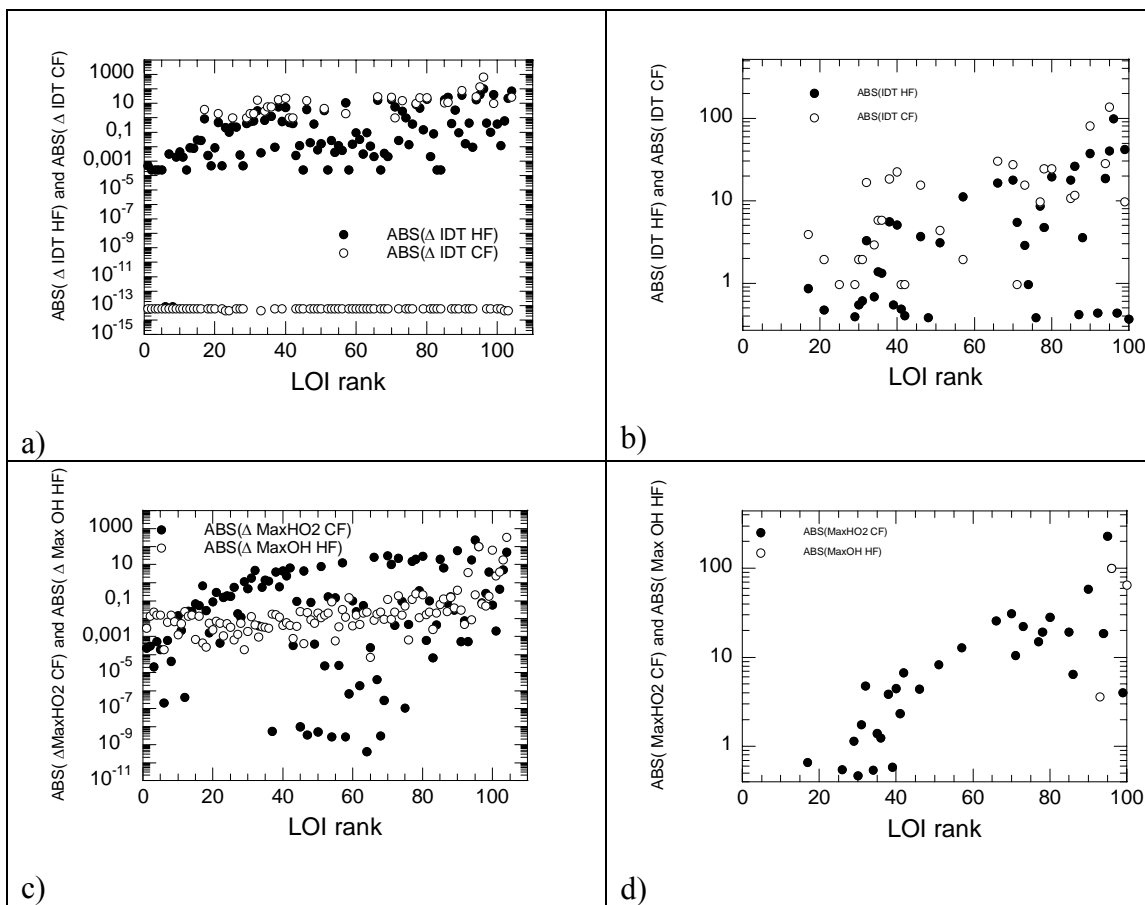 ABS( Δ IDT HF) and ABS( Δ IDT CF)
1000
10
0,1
0,001
10-5
10-7
10-9
10-11
10-13
10-15
ABS(Δ IDT HF)
ABS(Δ IDT CF)
0 20 40 60 80 100
LOI rank
a)
ABS( IDT HF) and ABS( IDT CF)
100
10
1
ABS(IDT HF)
ABS(IDT CF)
0 20 40 60 80 100
LOI rank
b)
ABS( ΔMaxHO2 CF) and ABS( Δ Max OH HF)
1000
10
0,1
0,001
10-5
10-7
10-9
10-11
ABS(Δ MaxHO2 CF)
ABS(Δ MaxOH HF)
0 20 40 60 80 100
LOI rank
c)
ABS( MaxHO2 CF) and ABS( Max OH HF)
100
10
1
ABS(MaxHO2 CF)
ABS(MaxOH HF)
0 20 40 60 80 100
LOI rank
d)